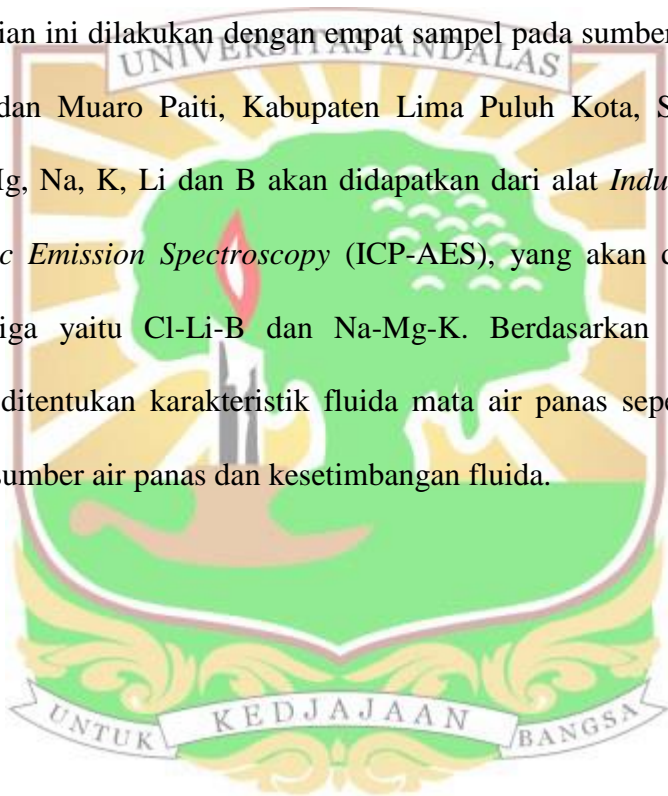 ian ini dilakukan dengan empat sampel pada sumber
UNIVERSITAS ANDALAS
dan Muaro Paiti, Kabupaten Lima Puluh Kota, S
Ig, Na, K, Li dan B akan didapatkan dari alat Indu
c Emission Spectroscopy (ICP-AES), yang akan
iga yaitu Cl-Li-B dan Na-Mg-K. Berdasarkan
ditentukan karakteristik fluida mata air panas sepe
sumber air panas dan kesetimbangan fluida.
UNTUK KEDJAJAAN BANGSA